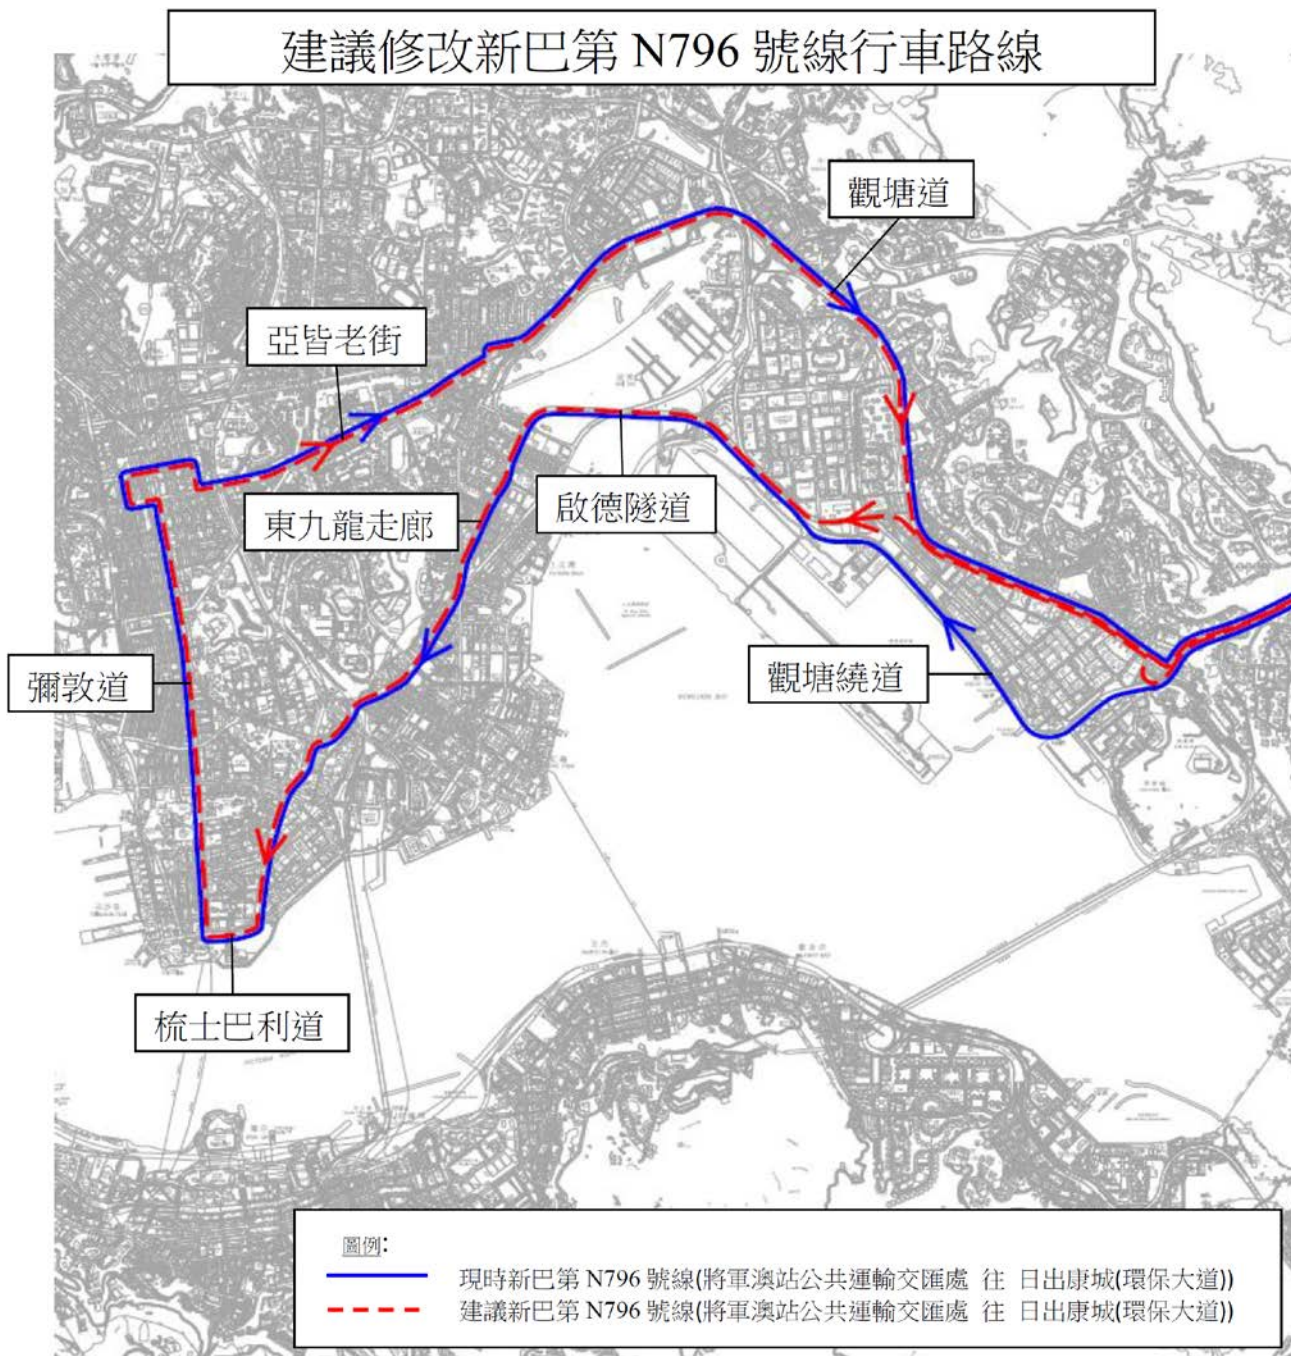 建議修改新巴第 N796 號線行車路線
觀塘道
亞皆老街
東九龍走廊
啟德隧道
彌敦道
觀塘繞道
梳士巴利道
圖例:
現時新巴第 N796 號線(將軍澳站公共運輸交匯處 往 日出康城(環保大道))
建議新巴第 N796 號線(將軍澳站公共運輸交匯處 往 日出康城(環保大道))